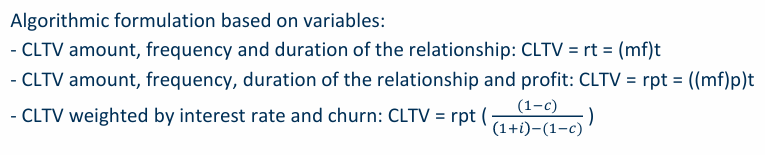 Algorithmic formulation based on variables:
- CLTV amount, frequency and duration of the relationship: CLTV = rt = (mf)t
- CLTV amount, frequency, duration of the relationship and profit: CLTV = rpt = ((mf)p)t
- CLTV weighted by interest rate and churn: CLTV = rpt ( (1−c) / (1+i)−(1−c) )